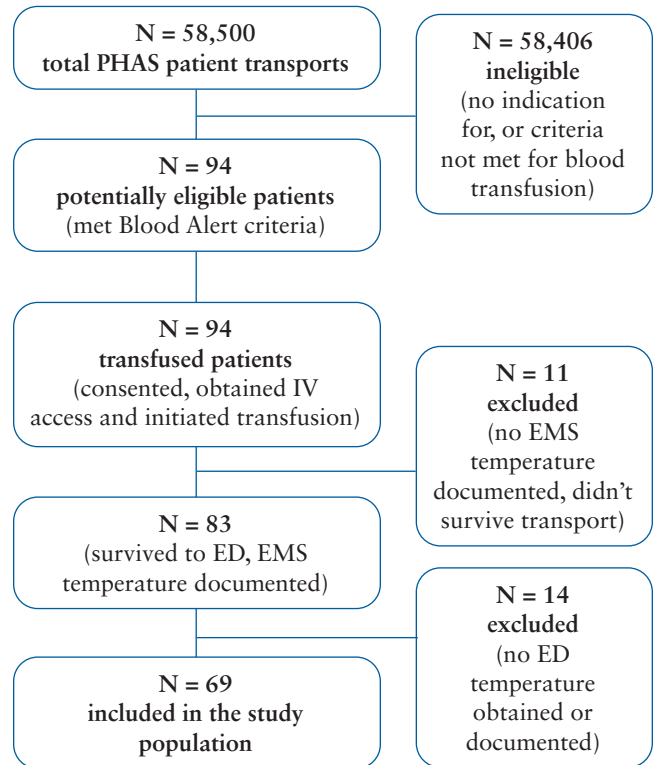 N = 58,500
total PHAS patient transports
N = 58,406
ineligible
(no indication
for, or criteria
not met for blood
transfusion)
N = 94
potentially eligible patients
(met Blood Alert criteria)
N = 94
transfused patients
(consented, obtained IV
access and initiated transfusion)
N = 11
excluded
(no EMS
temperature
documented, didn’t
survive transport)
N = 83
(survived to ED, EMS
temperature documented)
N = 14
excluded
(no ED
temperature
obtained or
documented)
N = 69
included in the study
population